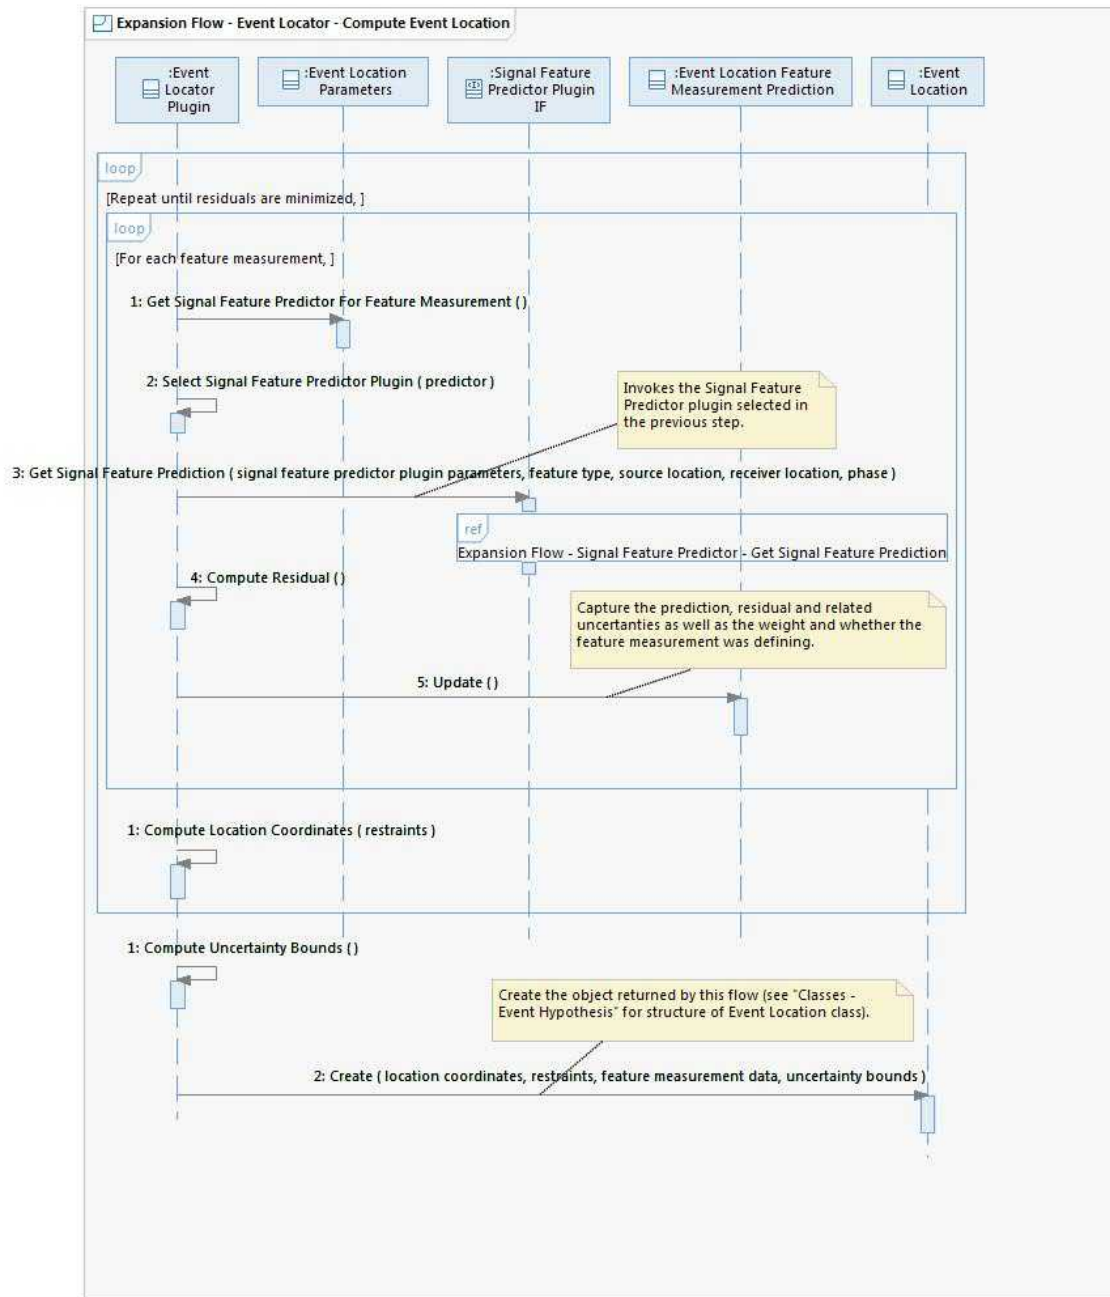 Expansion Flow - Event Locator - Compute Event Location
:Event
Locator
Plugin
:Event Location
Parameters
:Signal Feature
Predictor Plugin
IF
:Event Location Feature
Measurement Prediction
:Event
Location
loop
[Repeat until residuals are minimized, ]
loop
[For each feature measurement, ]
1: Get Signal Feature Predictor For Feature Measurement ( )
2: Select Signal Feature Predictor Plugin ( predictor )
Invokes the Signal Feature
Predictor plugin selected in
the previous step.
3: Get Signal Feature Prediction ( signal feature predictor plugin parameters, feature type, source location, receiver location, phase )
ref
Expansion Flow - Signal Feature Predictor - Get Signal Feature Prediction
4: Compute Residual ( )
Capture the prediction, residual and related
uncertanties as well as the weight and whether the
feature measurement was defining.
5: Update ( )
1: Compute Location Coordinates ( restraints )
1: Compute Uncertainty Bounds ( )
Create the object returned by this flow (see "Classes -
Event Hypothesis" for structure of Event Location class).
2: Create ( location coordinates, restraints, feature measurement data, uncertainty bounds )